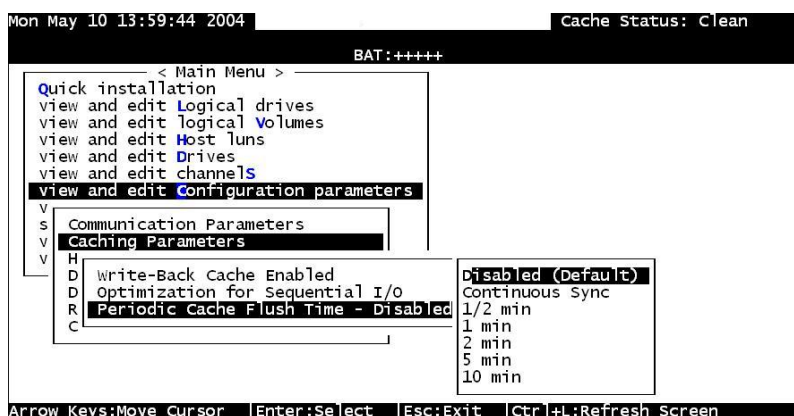 Mon May 10 13:59:44 2004 Cache Status: Clean
BAT:+++++
< Main Menu >
Quick installation
view and edit Logical drives
view and edit logical Volumes
view and edit Host luns
view and edit Drives
view and edit channelS
view and edit Configuration parameters
v
s Communication Parameters
v Caching Parameters
v H
D Write-Back Cache Enabled
D Optimization for Sequential I/O
R Periodic Cache Flush Time - Disabled
C
Disabled (Default)
Continuous Sync
1/2 min
1 min
2 min
5 min
10 min
Arrow Keys:Move Cursor |Enter:Select |Esc:Exit |Ctrl+L:Refresh Screen